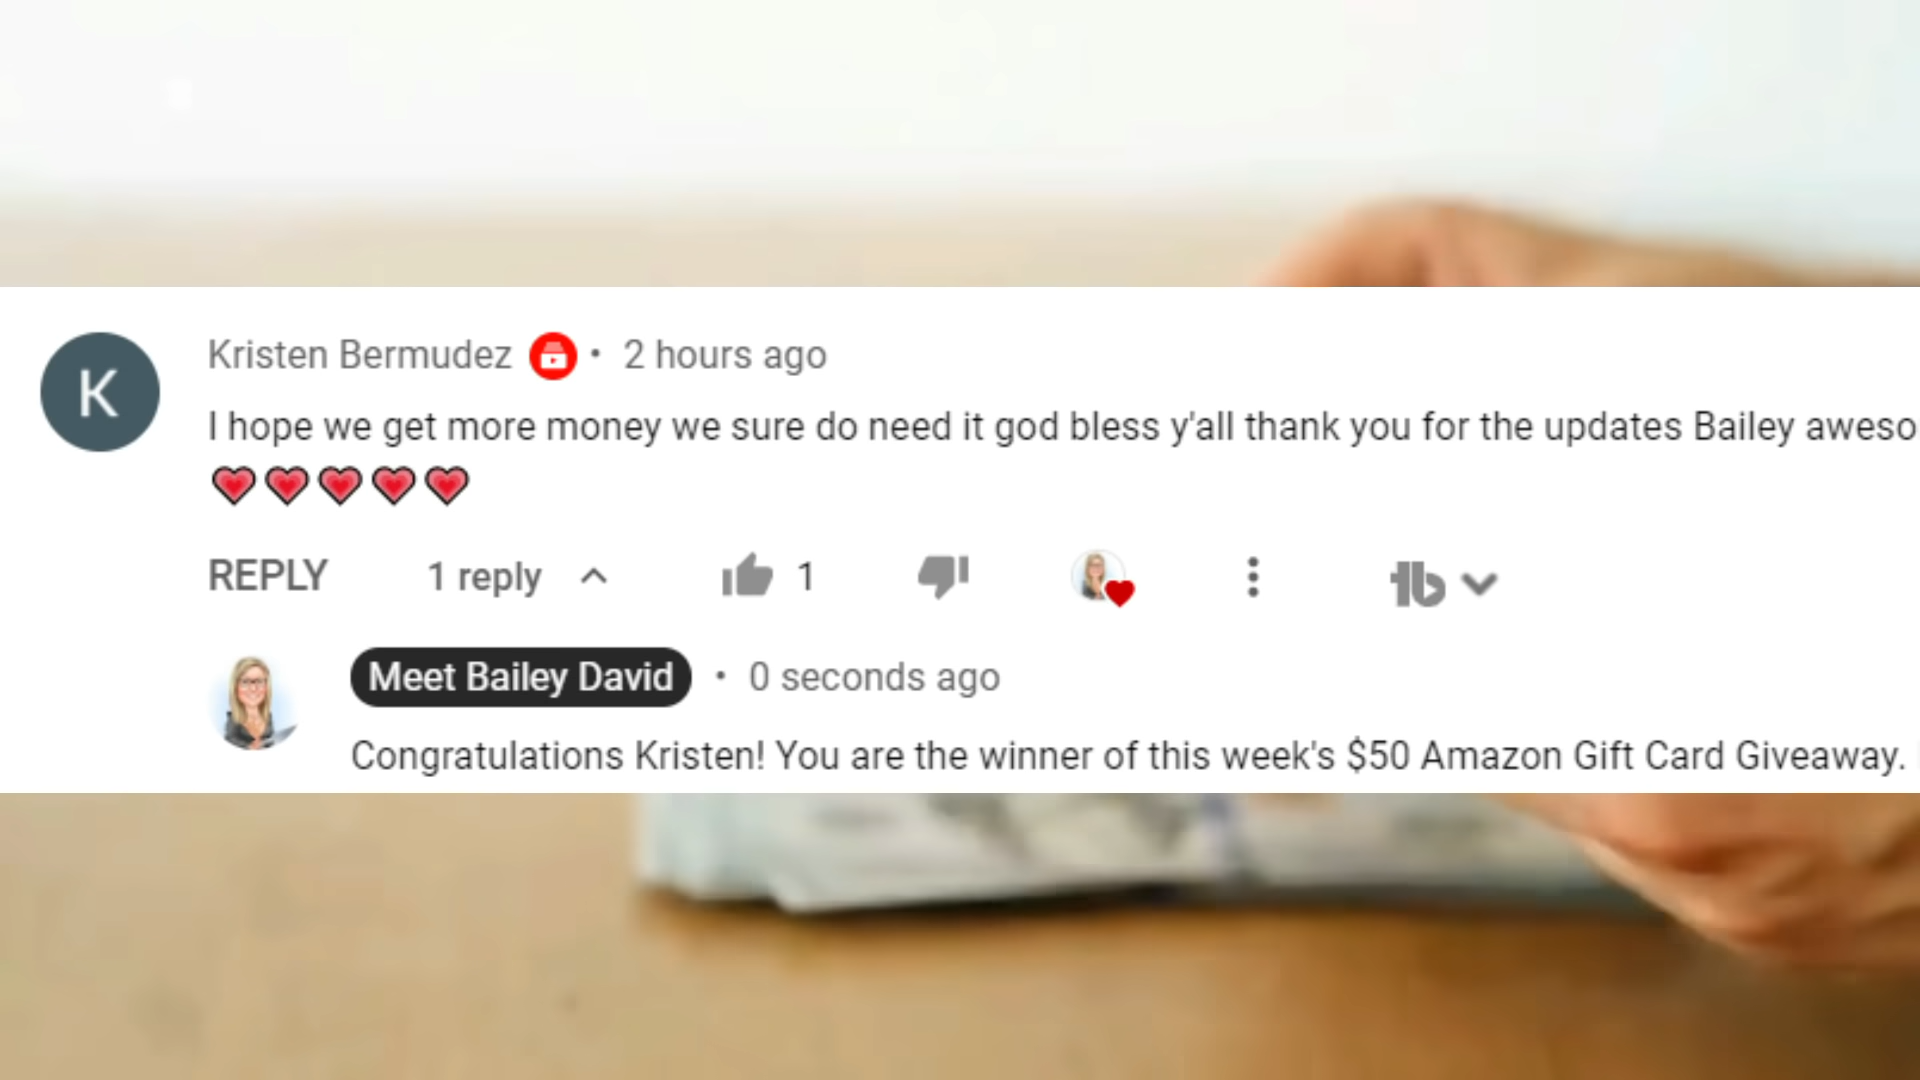 K
Kristen Bermudez • 2 hours ago
I hope we get more money we sure do need it god bless y'all thank you for the updates Bailey aweso
❤️❤️❤️❤️❤️
REPLY 1 reply 1 tb
Meet Bailey David • 0 seconds ago
Congratulations Kristen! You are the winner of this week's $50 Amazon Gift Card Giveaway.